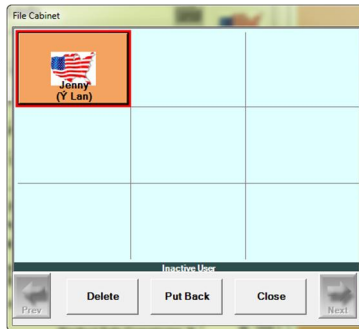 File Cabinet
Jenny
(Ý Lan)
Inactive User
Prev
Delete
Put Back
Close
Next